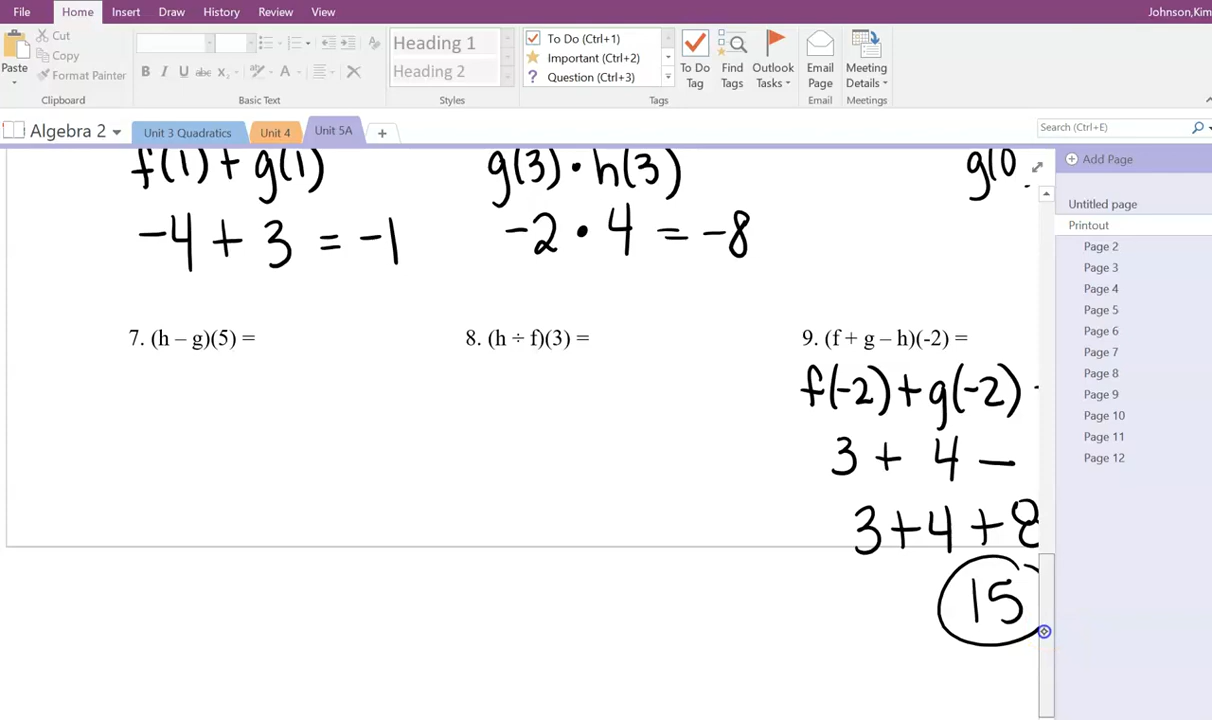 File Home Insert Draw History Review View Johnson,Kim
Paste
Cut
Copy
Format Painter
Clipboard
B I U abc x A
Basic Text
Heading 1
Heading 2
Styles
To Do (Ctrl+1)
Important (Ctrl+2)
? Question (Ctrl+3)
Tags
To Do Tag
Find Tags
Outlook Tasks
Email Page
Email
Meeting Details
Meetings
Algebra 2 Unit 3 Quadratics Unit 4 Unit 5A + Search (Ctrl+E)
Add Page
Untitled page
Printout
Page 2
Page 3
Page 4
Page 5
Page 6
Page 7
Page 8
Page 9
Page 10
Page 11
Page 12
f(1) + g(1) g(3) • h(3) g(0
-4 + 3 = -1 -2 • 4 = -8
7. (h – g)(5) = 8. (h ÷ f)(3) = 9. (f + g – h)(-2) =
f(-2) + g(-2) -
3 + 4 -
3 + 4 + 8
15